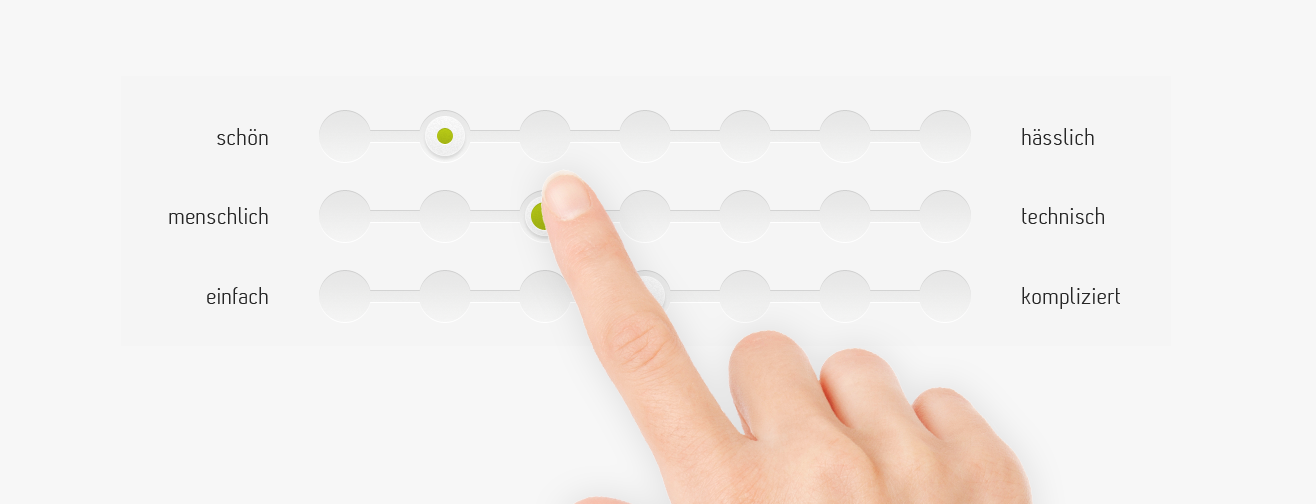 schön hässlich
menschlich technisch
einfach kompliziert